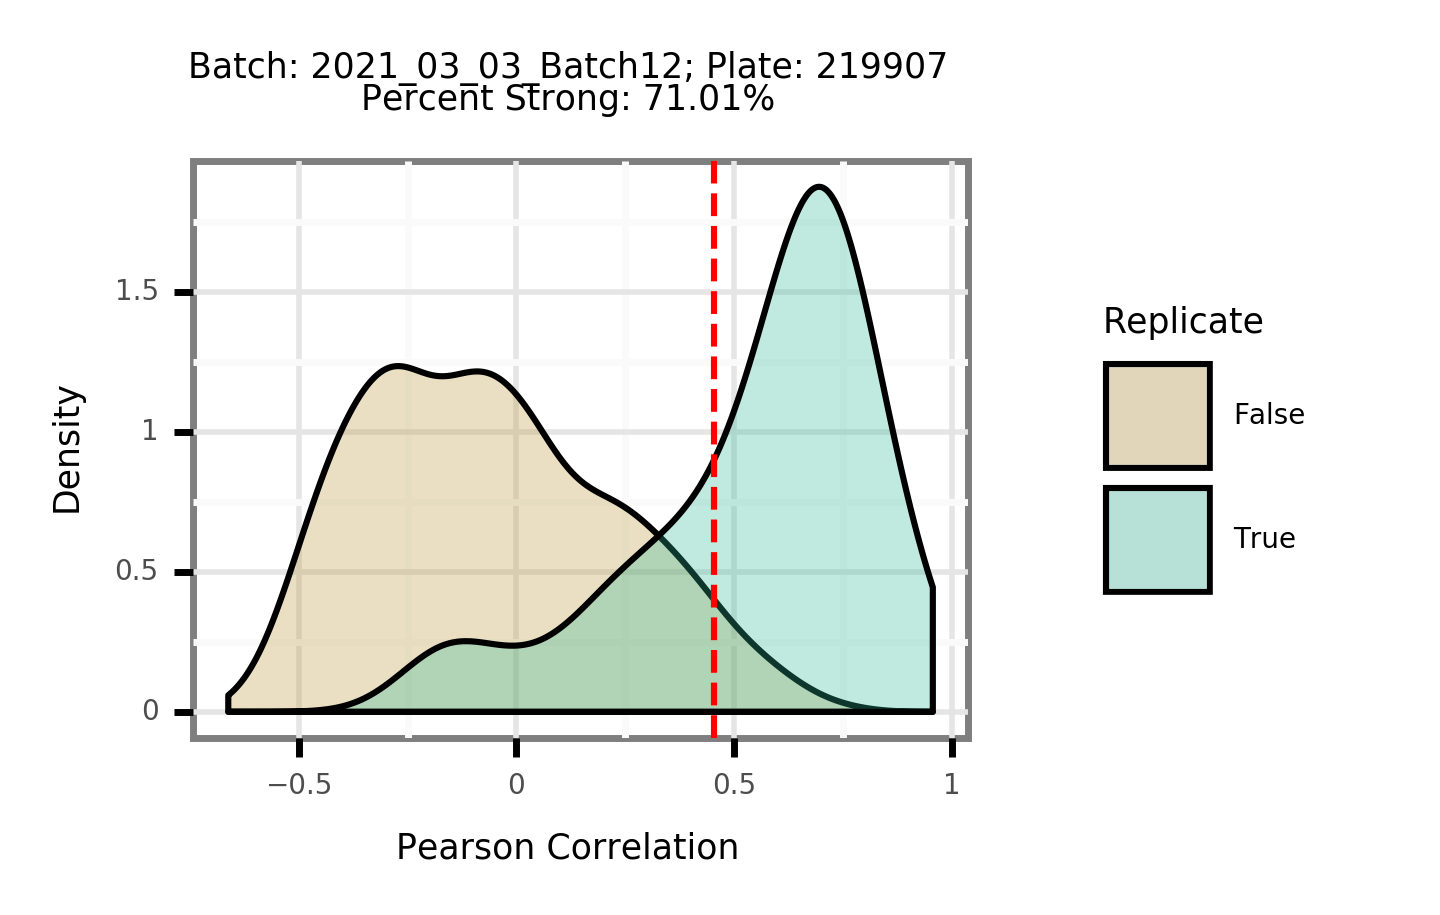 Batch: 2021_03_03_Batch12; Plate: 219907
Percent Strong: 71.01%
1.5
1
0.5
0
Density
−0.5
0
0.5
1
Pearson Correlation
Replicate
False
True